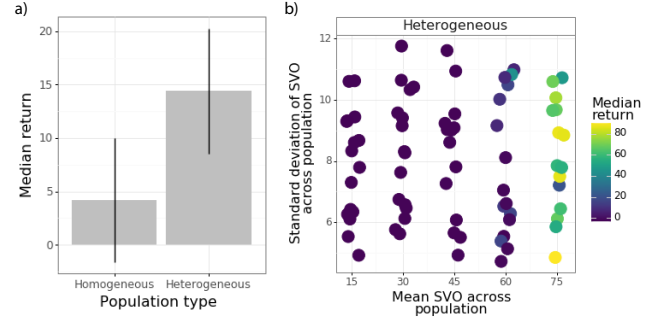 a)
Median return
20
15
10
5
0
Homogeneous
Heterogeneous
Population type
b)
Heterogeneous
Standard deviation of SVO
across population
12
10
8
6
15
30
45
60
75
Mean SVO across
population
Median
return
80
60
40
20
0